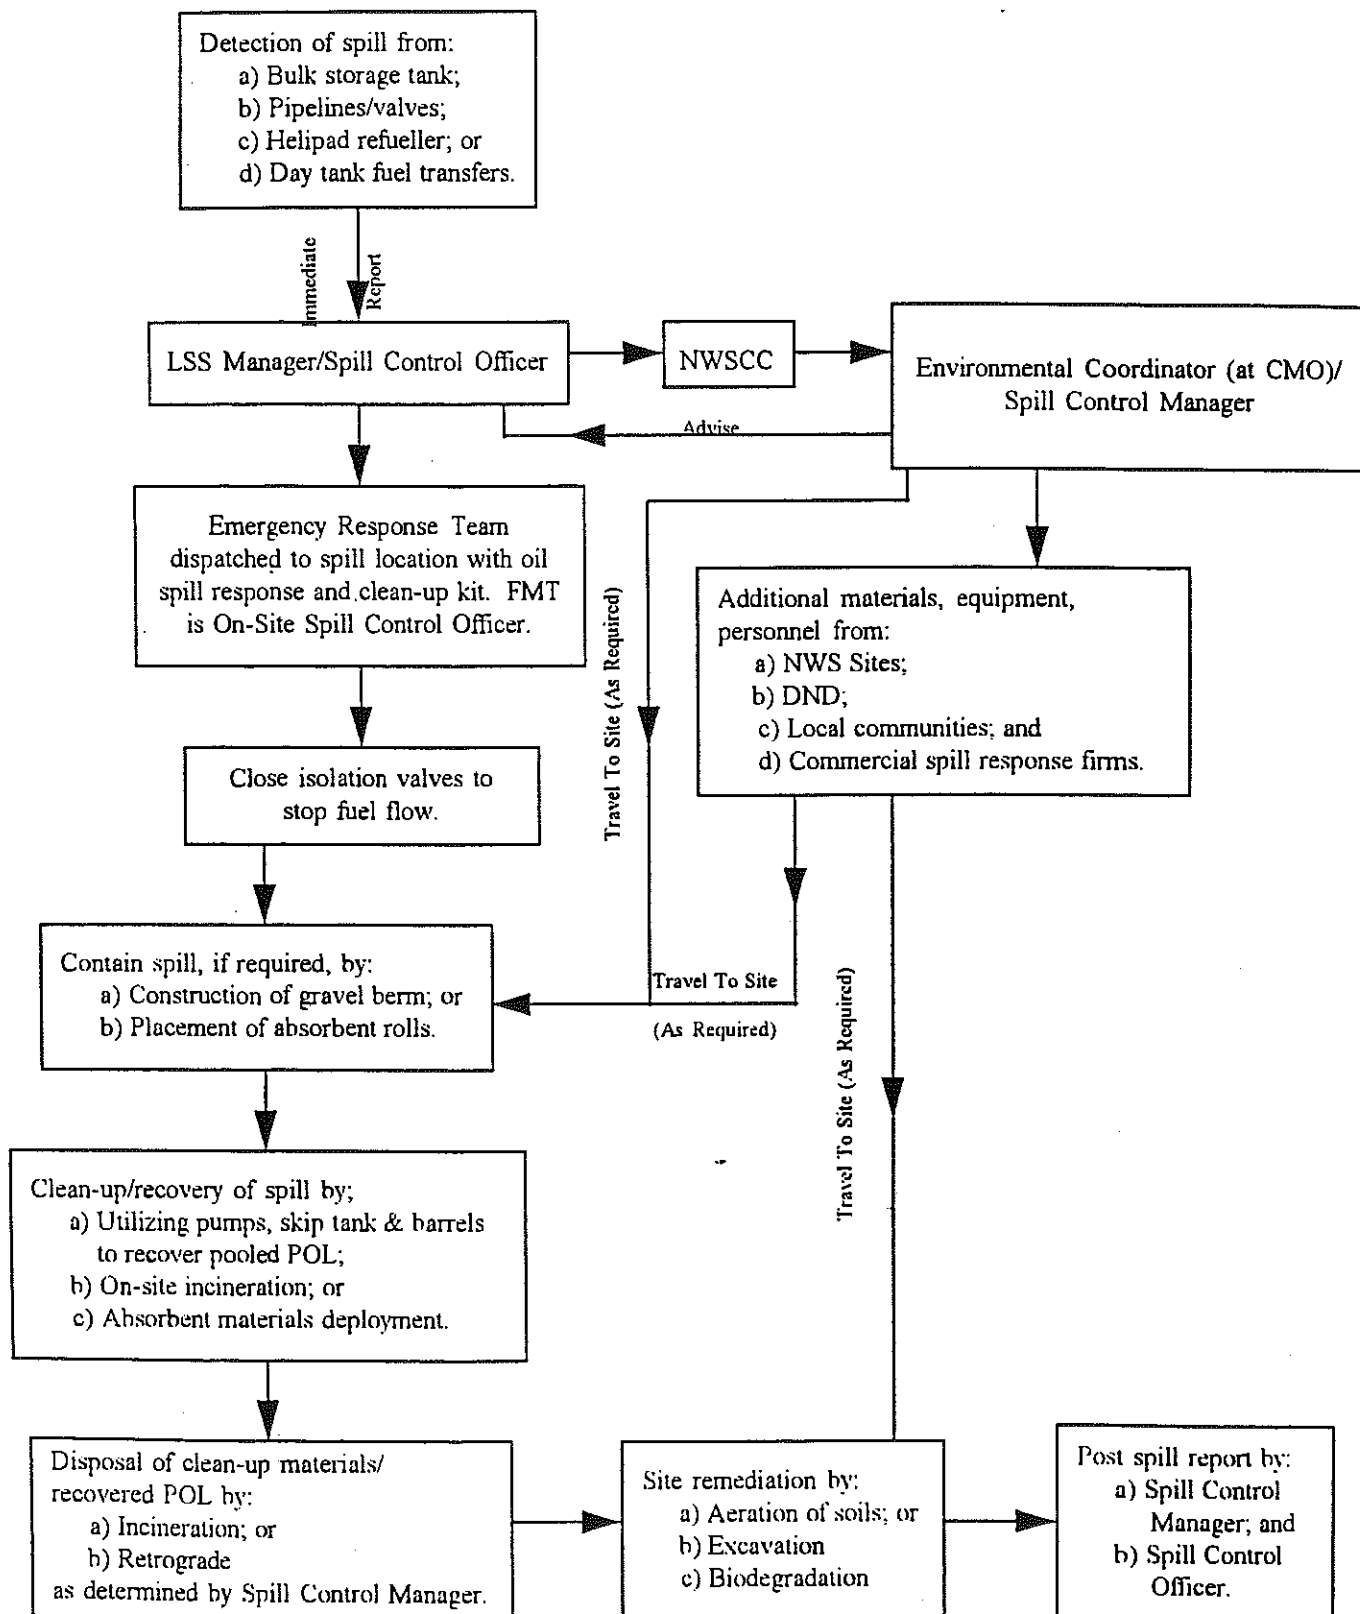 Detection of spill from:
a) Bulk storage tank;
b) Pipelines/valves;
c) Helipad refueller; or
d) Day tank fuel transfers.
Immediate
Report
LSS Manager/Spill Control Officer
NWSCC
Environmental Coordinator (at CMO)/
Spill Control Manager
Advise
Emergency Response Team
dispatched to spill location with oil
spill response and clean-up kit. FMT
is On-Site Spill Control Officer.
Travel To Site (As Required)
Additional materials, equipment,
personnel from:
a) NWS Sites;
b) DND;
c) Local communities; and
d) Commercial spill response firms.
Close isolation valves to
stop fuel flow.
Contain spill, if required, by:
a) Construction of gravel berm; or
b) Placement of absorbent rolls.
Travel To Site
(As Required)
Travel To Site (As Required)
Clean-up/recovery of spill by;
a) Utilizing pumps, skip tank & barrels
to recover pooled POL;
b) On-site incineration; or
c) Absorbent materials deployment.
Disposal of clean-up materials/
recovered POL by:
a) Incineration; or
b) Retrograde
as determined by Spill Control Manager.
Site remediation by:
a) Aeration of soils; or
b) Excavation
c) Biodegradation
Post spill report by:
a) Spill Control
Manager; and
b) Spill Control
Officer.